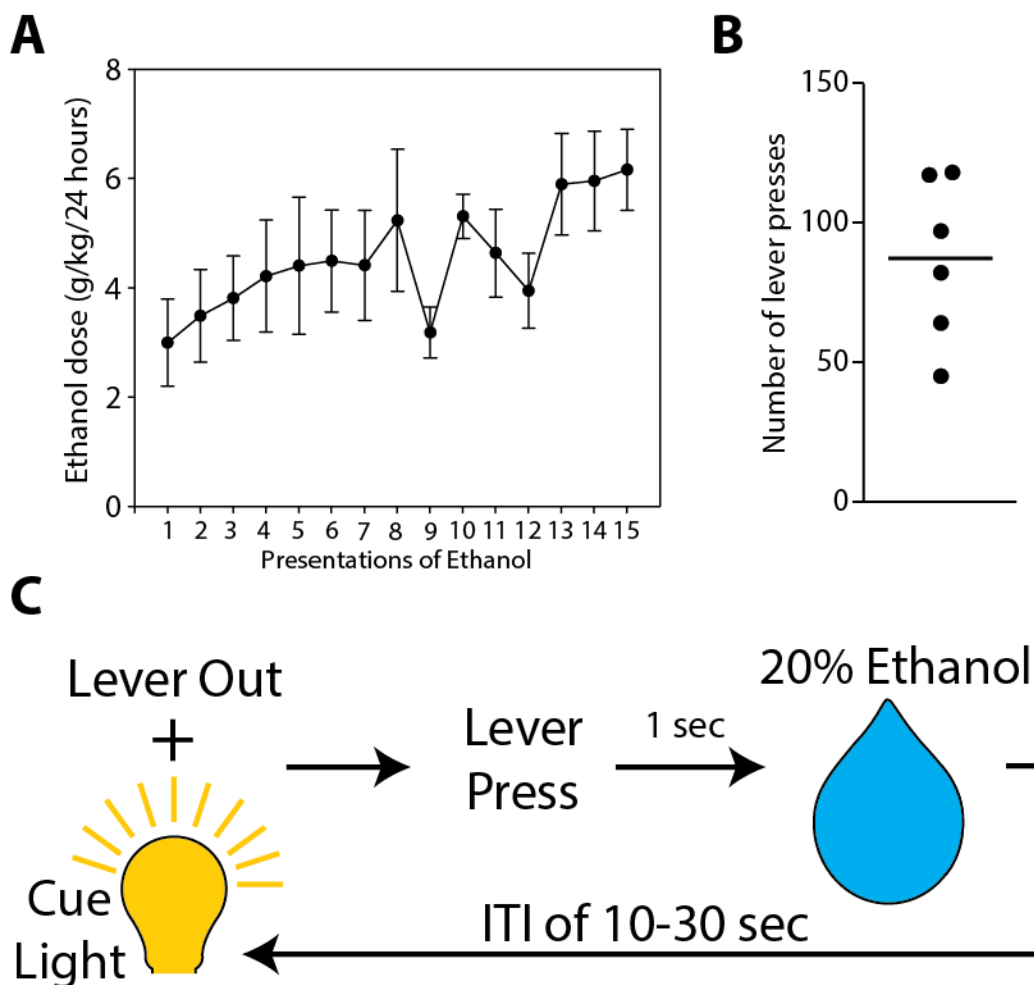 A
Ethanol dose (g/kg/24 hours)
8
6
4
2
0
1 2 3 4 5 6 7 8 9 10 11 12 13 14 15
Presentations of Ethanol
B
Number of lever presses
150
100
50
0
C
Lever Out
+
Cue
Light
Lever
Press
1 sec
20% Ethanol
ITI of 10-30 sec